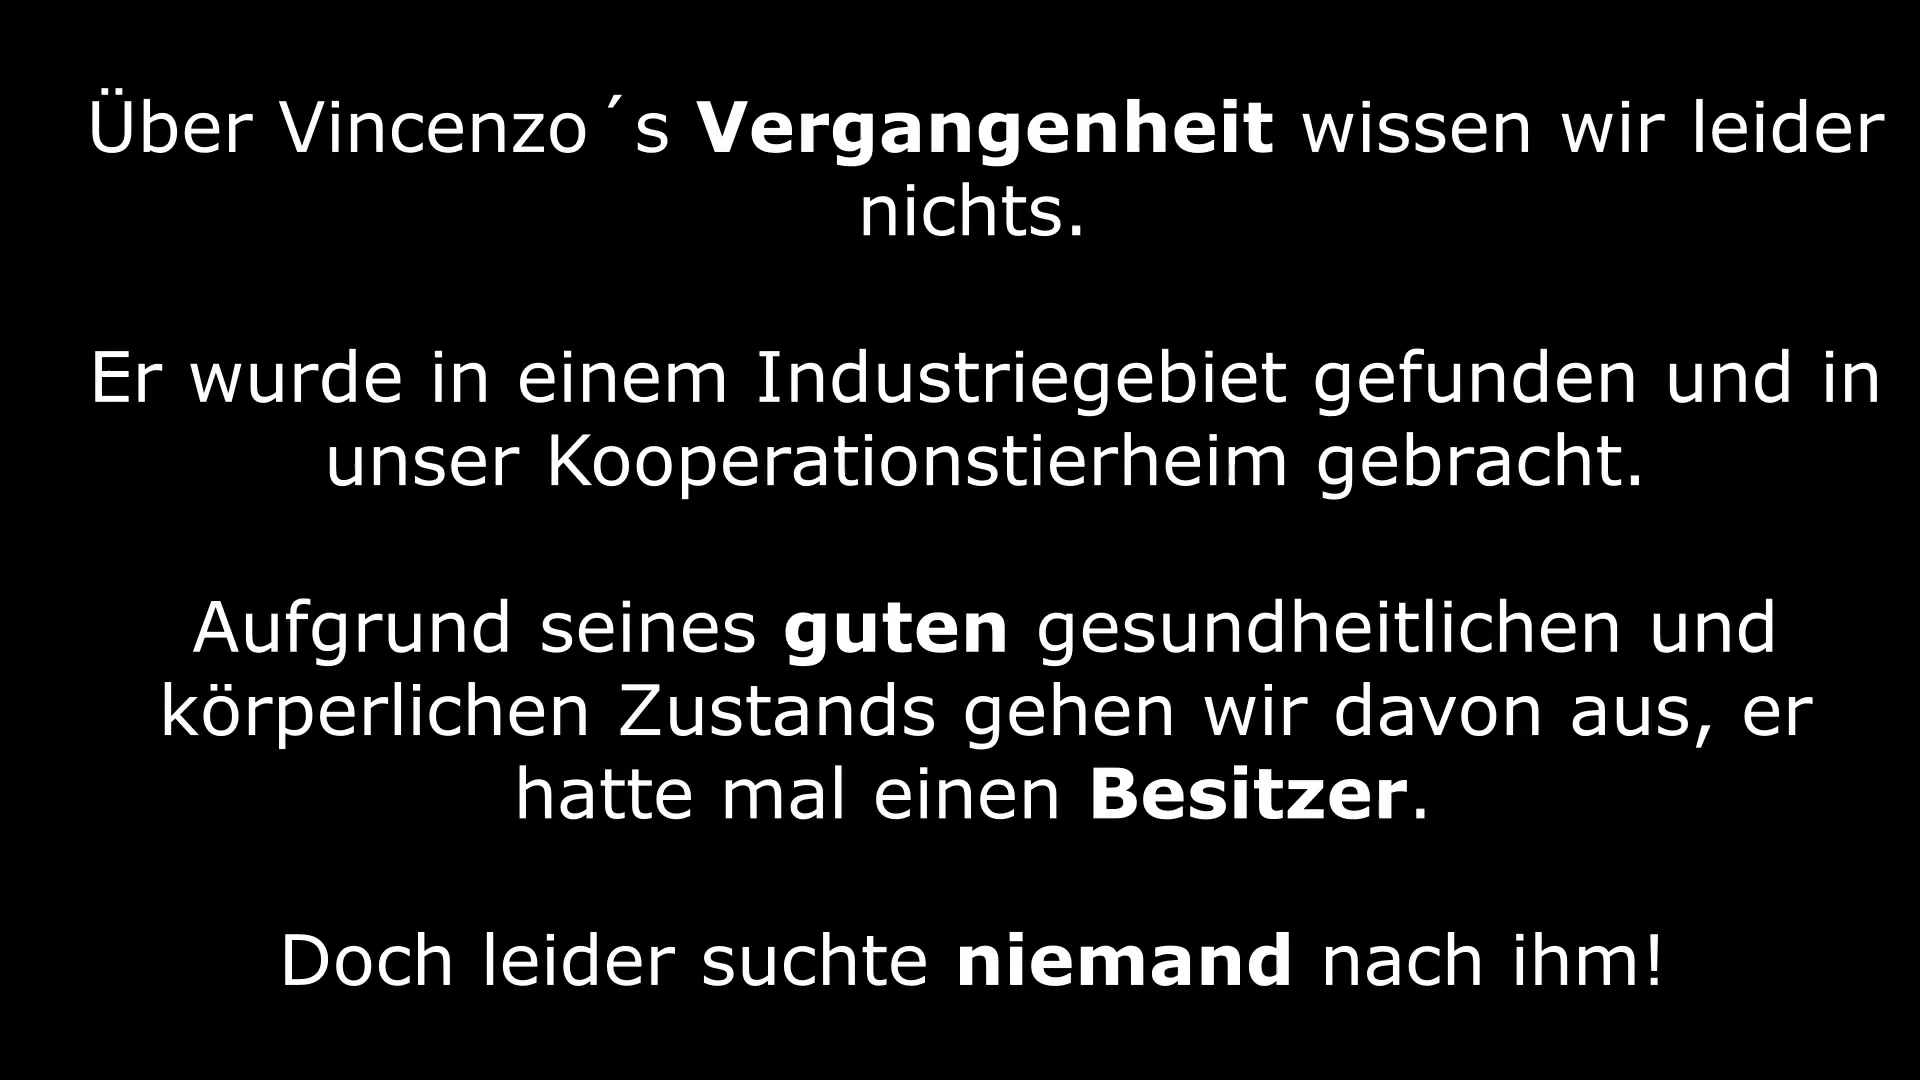 Über Vincenzo´s Vergangenheit wissen wir leider
nichts.
Er wurde in einem Industriegebiet gefunden und in
unser Kooperationstierheim gebracht.
Aufgrund seines guten gesundheitlichen und
körperlichen Zustands gehen wir davon aus, er
hatte mal einen Besitzer.
Doch leider suchte niemand nach ihm!